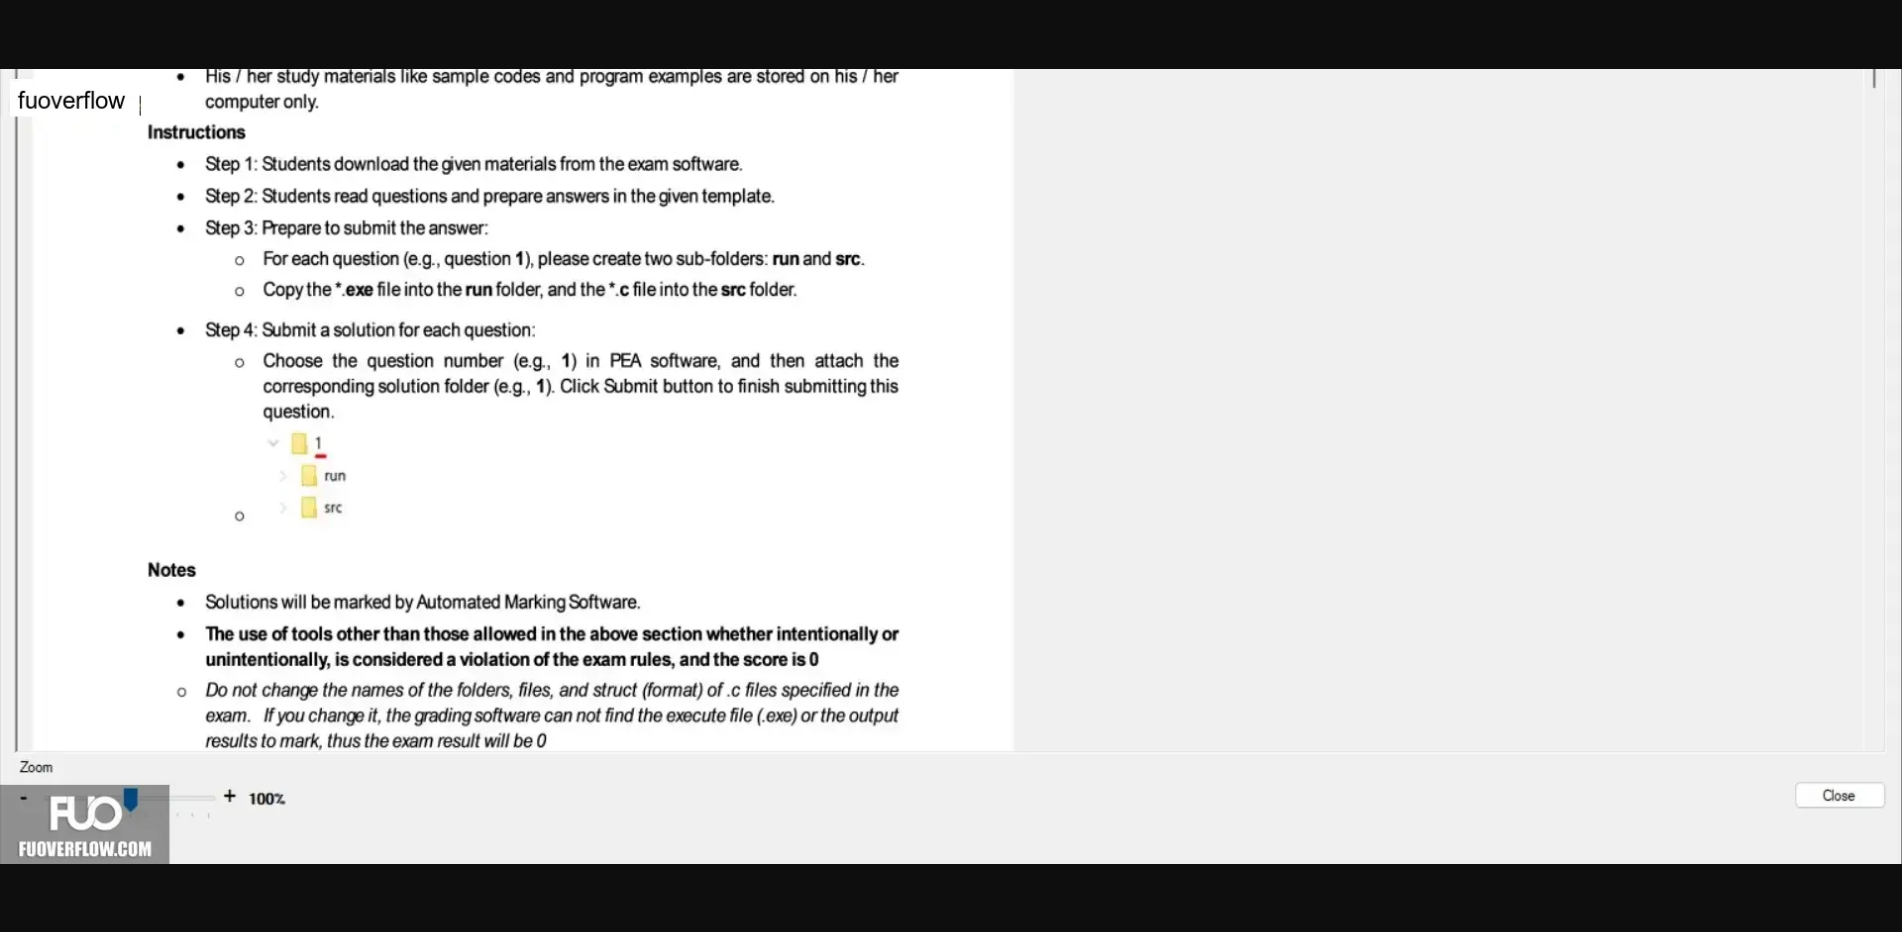 His / her study materials like sample codes and program examples are stored on his / her
computer only.
fuoverflow
Instructions
Step 1: Students download the given materials from the exam software.
Step 2: Students read questions and prepare answers in the given template.
Step 3: Prepare to submit the answer:
For each question (e.g., question 1), please create two sub-folders: run and src.
Copy the *.exe file into the run folder, and the *.c file into the src folder.
Step 4: Submit a solution for each question:
Choose the question number (e.g., 1) in PEA software, and then attach the
corresponding solution folder (e.g., 1). Click Submit button to finish submitting this
question.
1
run
src
Notes
Solutions will be marked by Automated Marking Software.
The use of tools other than those allowed in the above section whether intentionally or
unintentionally, is considered a violation of the exam rules, and the score is 0
Do not change the names of the folders, files, and struct (format) of .c files specified in the
exam. If you change it, the grading software can not find the execute file (.exe) or the output
results to mark, thus the exam result will be 0
Zoom
- + 100%
Close
FUO
FUOVERFLOW.COM